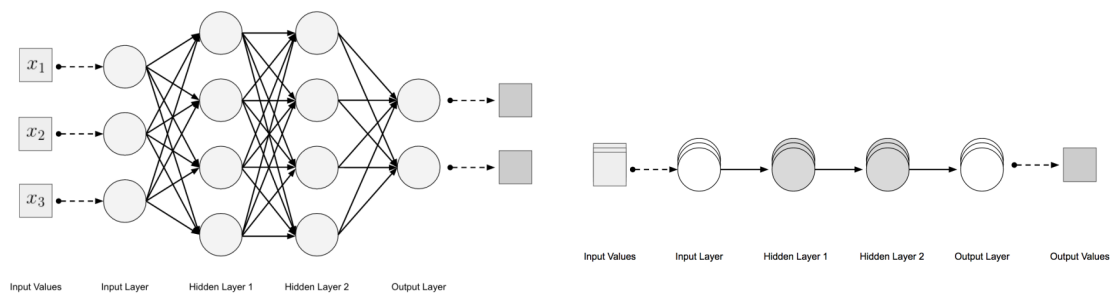 x1
x2
x3
Input Values Input Layer Hidden Layer 1 Hidden Layer 2 Output Layer
Input Values Input Layer Hidden Layer 1 Hidden Layer 2 Output Layer Output Values